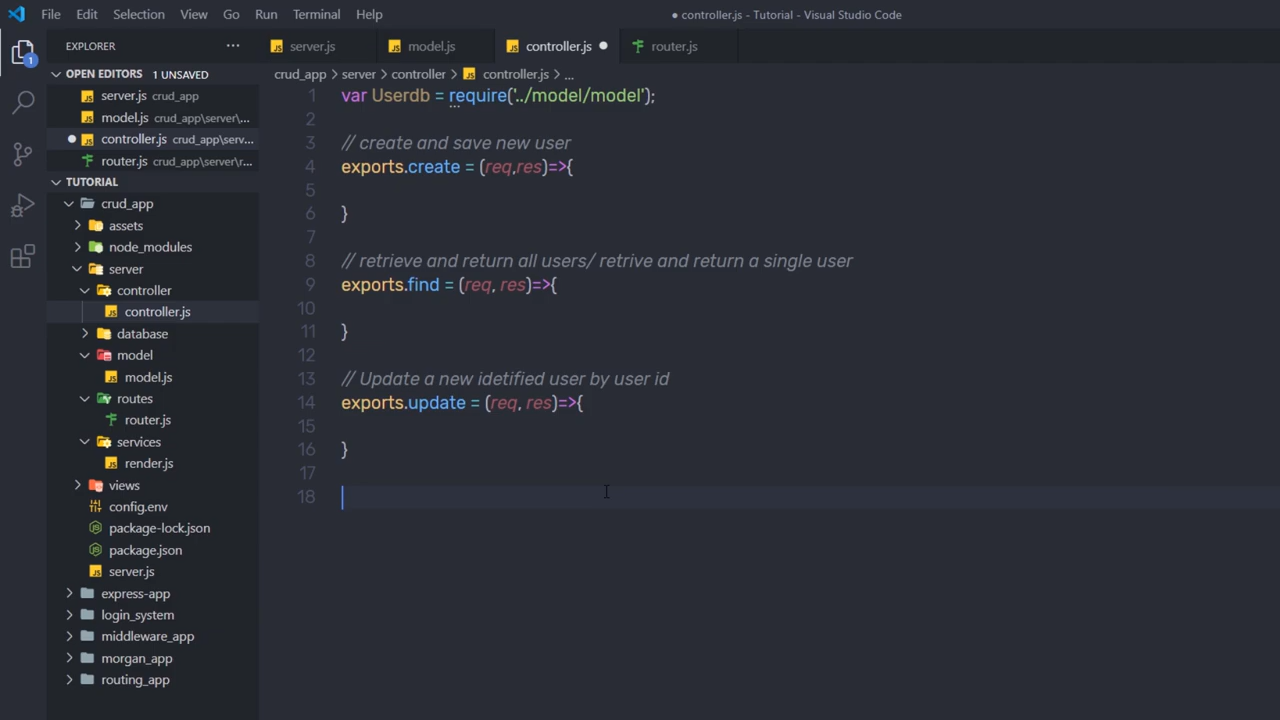 File Edit Selection View Go Run Terminal Help
● controller.js - Tutorial - Visual Studio Code
EXPLORER ...
server.js
model.js
controller.js
router.js
1
OPEN EDITORS 1 UNSAVED
server.js crud_app
model.js crud_app\server\...
controller.js crud_app\serv...
router.js crud_app\server\r...
TUTORIAL
crud_app
assets
node_modules
server
controller
controller.js
database
model
model.js
routes
router.js
services
render.js
views
config.env
package-lock.json
package.json
server.js
express-app
login_system
middleware_app
morgan_app
routing_app
crud_app > server > controller > controller.js > ...
1 var Userdb = require('../model/model');
2
3 // create and save new user
4 exports.create = (req,res)=>{
5
6 }
7
8 // retrieve and return all users/ retrive and return a single user
9 exports.find = (req, res)=>{
10
11 }
12
13 // Update a new idetified user by user id
14 exports.update = (req, res)=>{
15
16 }
17
18